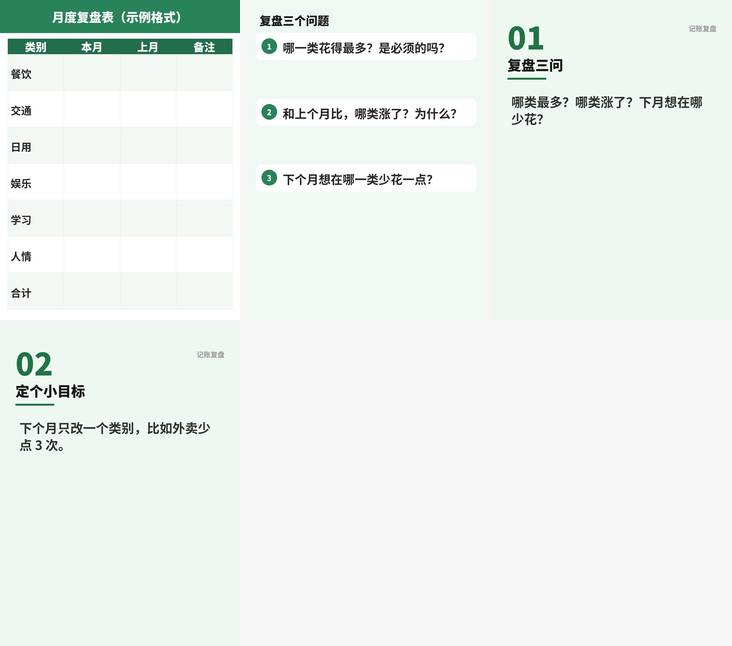 月度复盘表（示例格式）
类别 本月 上月 备注
餐饮
交通
日用
娱乐
学习
人情
合计
复盘三个问题
1 哪一类花得最多？是必须的吗？
2 和上个月比，哪类涨了？为什么？
3 下个月想在哪一类少花一点？
01
记账复盘
复盘三问
哪类最多？哪类涨了？下月想在哪
少花？
02
记账复盘
定个小目标
下个月只改一个类别，比如外卖少
点 3 次。